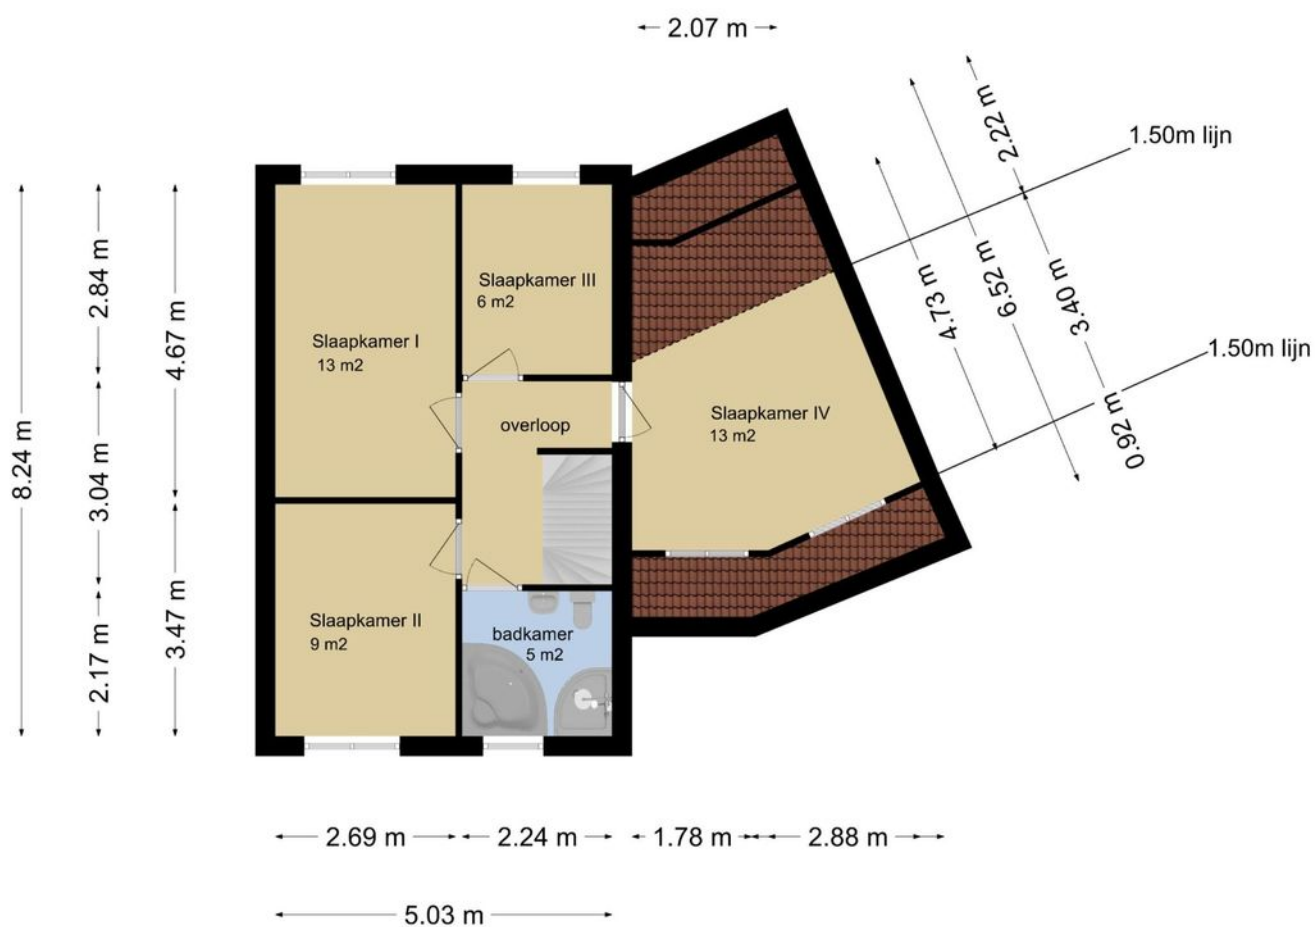 2.07 m
2.22 m
1.50m lijn
8.24 m
2.84 m
3.04 m
2.17 m
4.67 m
3.47 m
Slaapkamer III
6 m2
Slaapkamer I
13 m2
4.73 m
6.52 m
3.40 m
0.92 m
1.50m lijn
overloop
Slaapkamer IV
13 m2
Slaapkamer II
9 m2
badkamer
5 m2
2.69 m
2.24 m
1.78 m
2.88 m
5.03 m